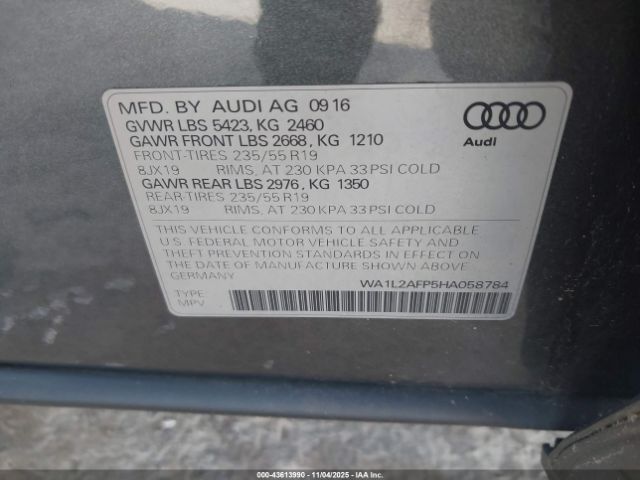 MFD. BY AUDI AG 09 16
GVWR LBS 5423, KG 2460
GAWR FRONT LBS 2668, KG 1210
FRONT-TIRES 235/55 R19
8JX19 RIMS, AT 230 KPA 33 PSI COLD
GAWR REAR LBS 2976, KG 1350
REAR-TIRES 235/55 R19
8JX19 RIMS, AT 230 KPA 33 PSI COLD
Audi
THIS VEHICLE CONFORMS TO ALL APPLICABLE
U.S. FEDERAL MOTOR VEHICLE SAFETY AND
THEFT PREVENTION STANDARDS IN EFFECT ON
THE DATE OF MANUFACTURE SHOWN ABOVE.
GERMANY
WA1L2AFP5HA058784
TYPE
MPV
000-43613990 — 11/04/2025 — IAAI.COM